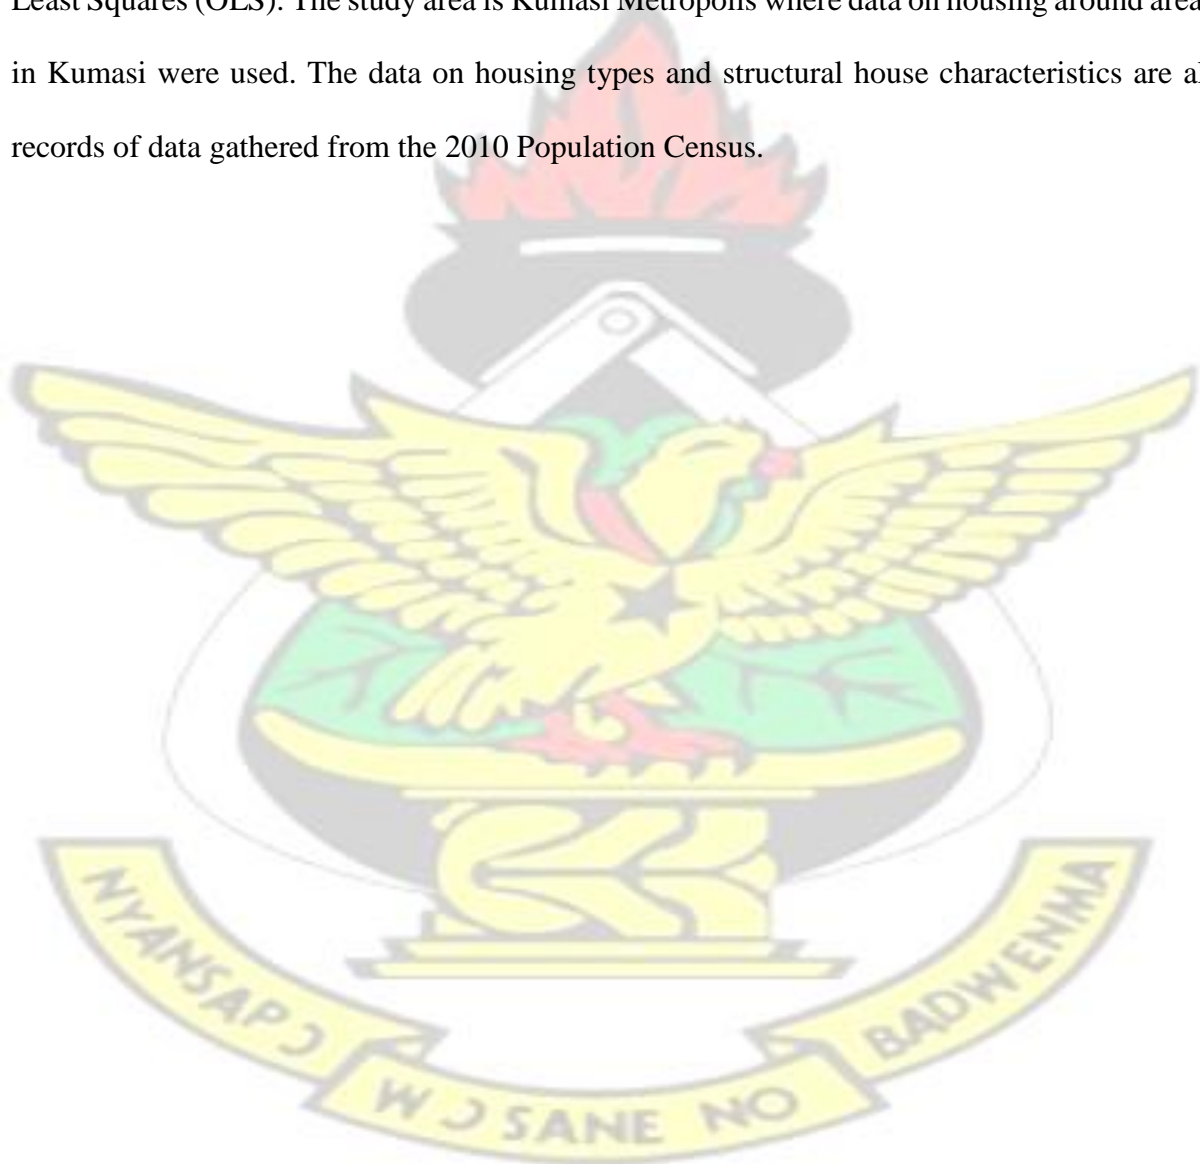 Least Squares (OLS). The study area is Kumasi Metropolis where data on housing around area
in Kumasi were used. The data on housing types and structural house characteristics are al
records of data gathered from the 2010 Population Census.
NYANSAPƆ
WƆSANE NO
BADWENMA